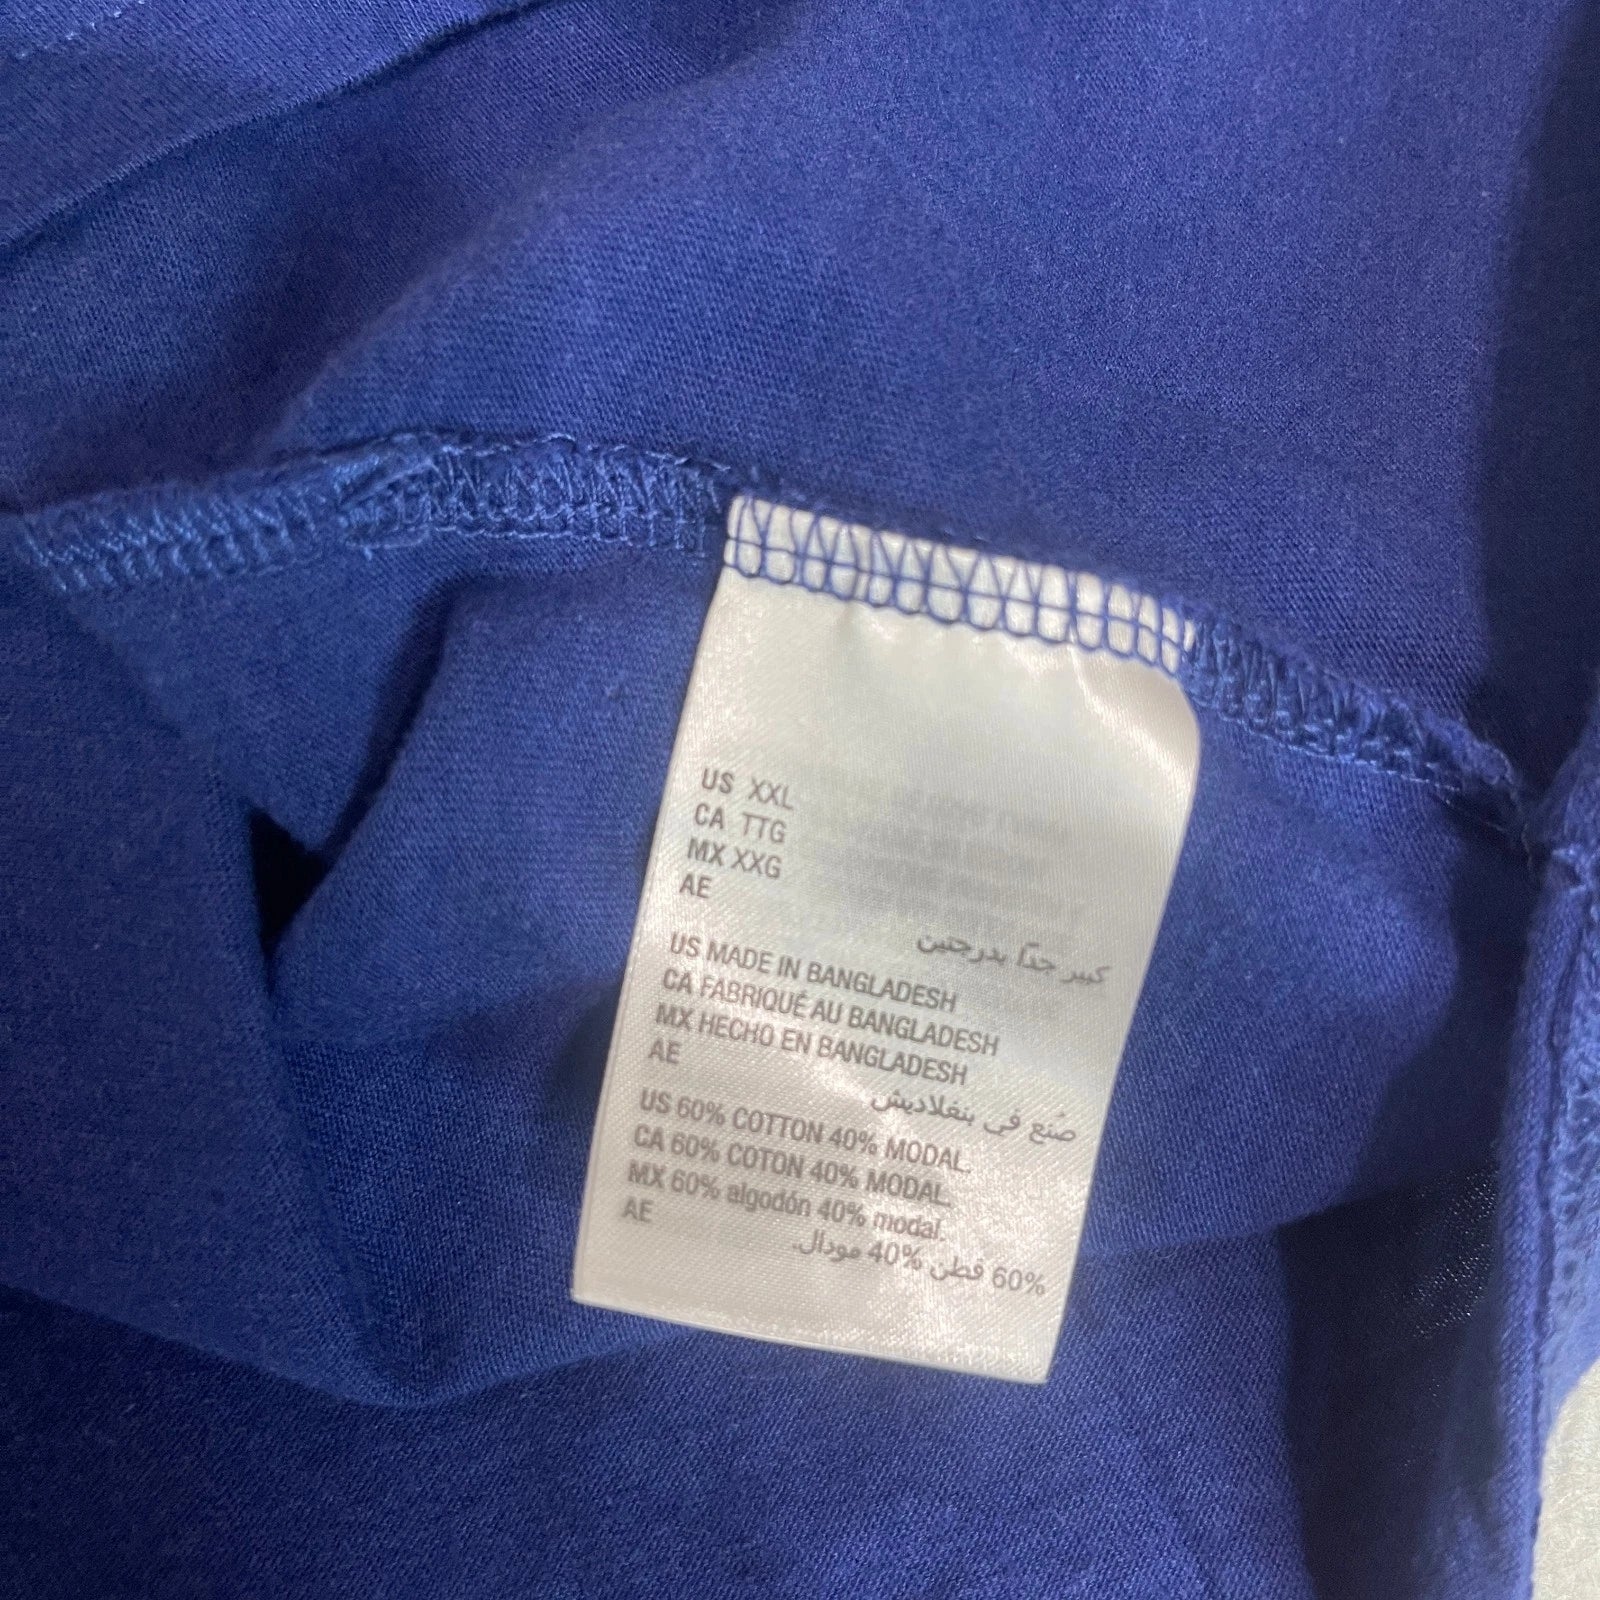 US XXL
CA TTG
MX XXG
AE
كبير جدًا بدرجتين
US MADE IN BANGLADESH
CA FABRIQUÉ AU BANGLADESH
MX HECHO EN BANGLADESH
AE
صُنع في بنغلاديش
US 60% COTTON 40% MODAL.
CA 60% COTON 40% MODAL.
MX 60% algodón 40% modal.
AE
60% قطن 40% مودال.